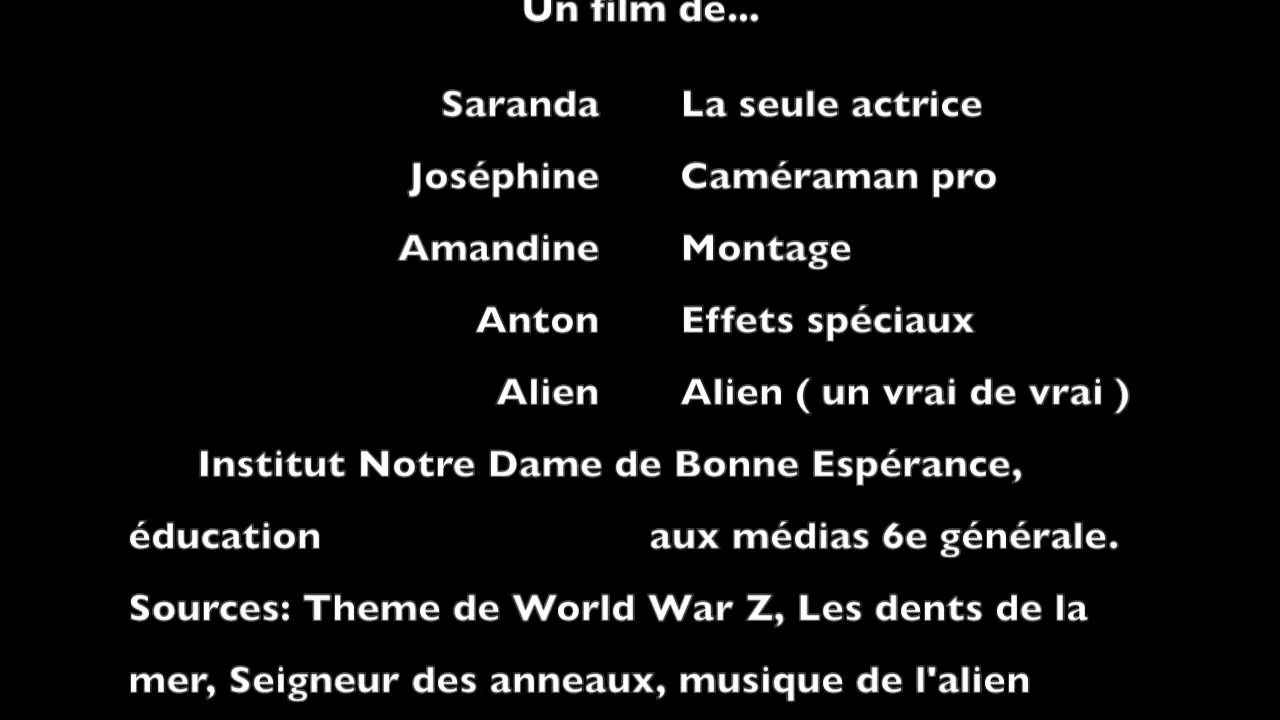 Un film de...
Saranda La seule actrice
Joséphine Caméraman pro
Amandine Montage
Anton Effets spéciaux
Alien Alien ( un vrai de vrai )
Institut Notre Dame de Bonne Espérance,
éducation aux médias 6e générale.
Sources: Theme de World War Z, Les dents de la
mer, Seigneur des anneaux, musique de l'alien